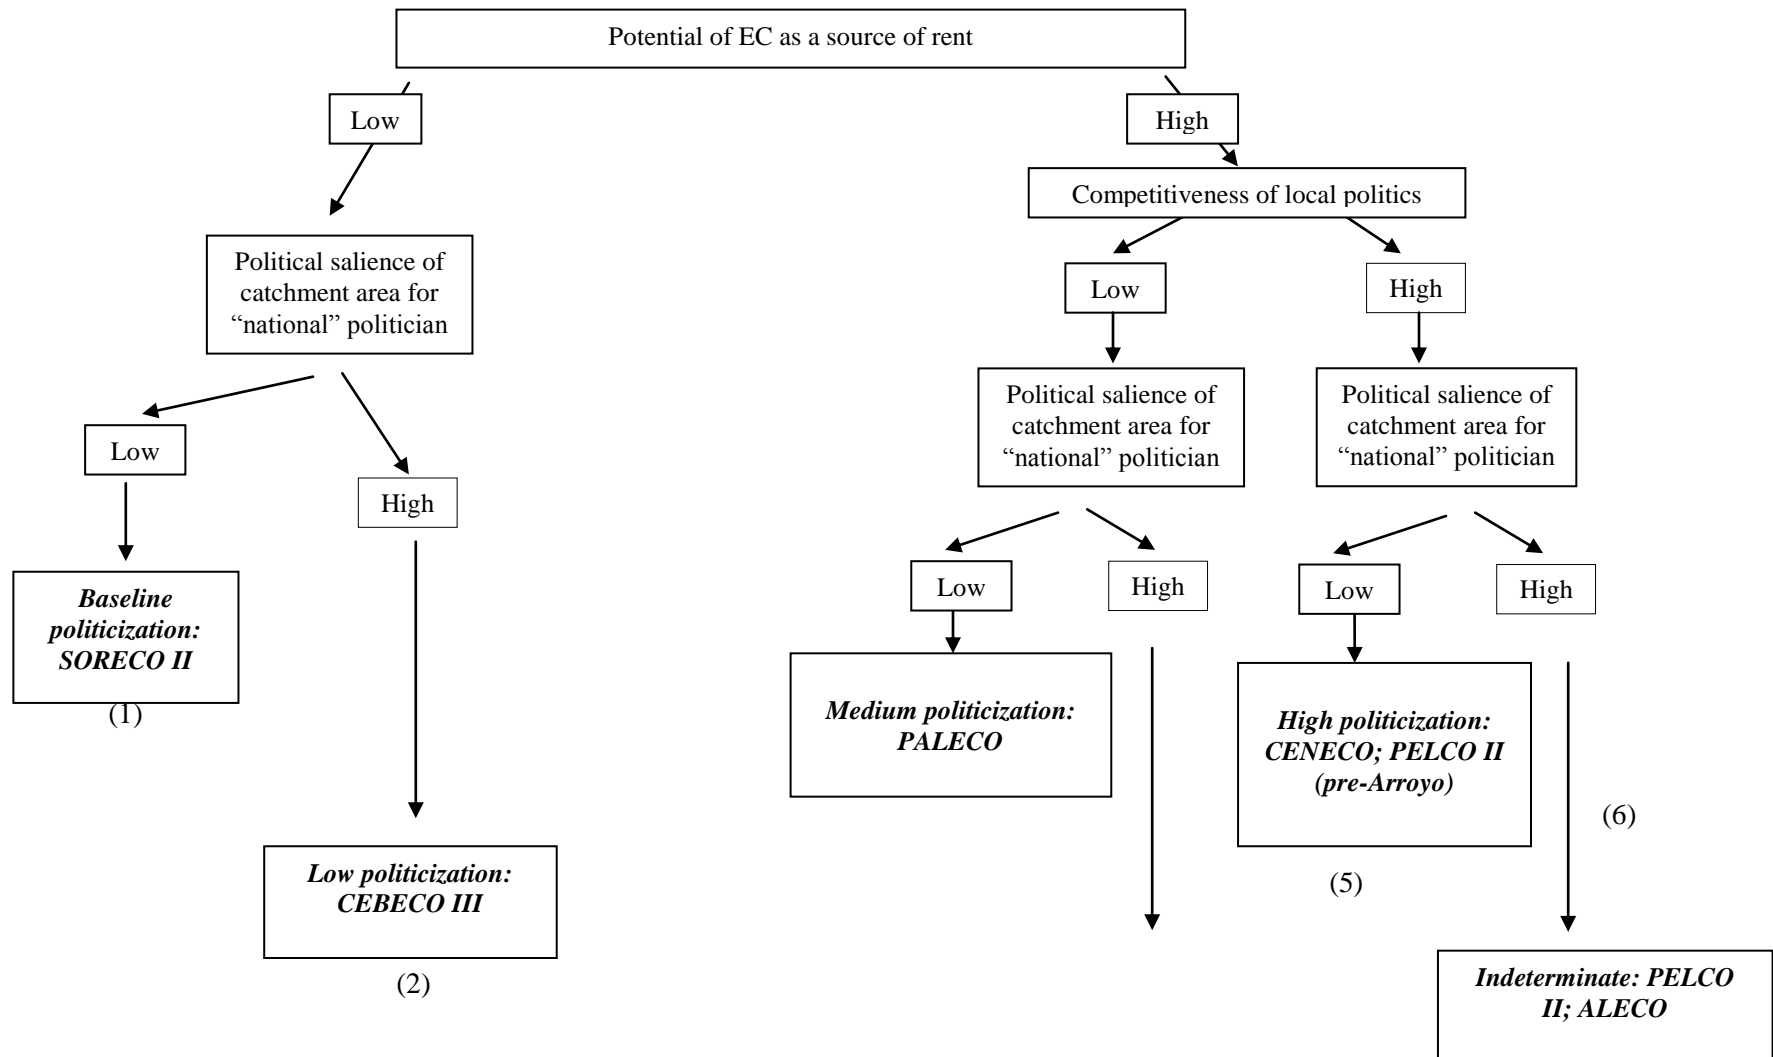 Potential of EC as a source of rent
Low
High
Competitiveness of local politics
Political salience of
catchment area for
“national” politician
Low
High
Low
High
Political salience of
catchment area for
“national” politician
Political salience of
catchment area for
“national” politician
Low
High
Low
High
Baseline
politicization:
SORECO II
(1)
Medium politicization:
PALECO
High politicization:
CENECO; PELCO II
(pre-Arroyo)
(6)
(5)
Low politicization:
CEBECO III
(2)
Indeterminate: PELCO
II; ALECO